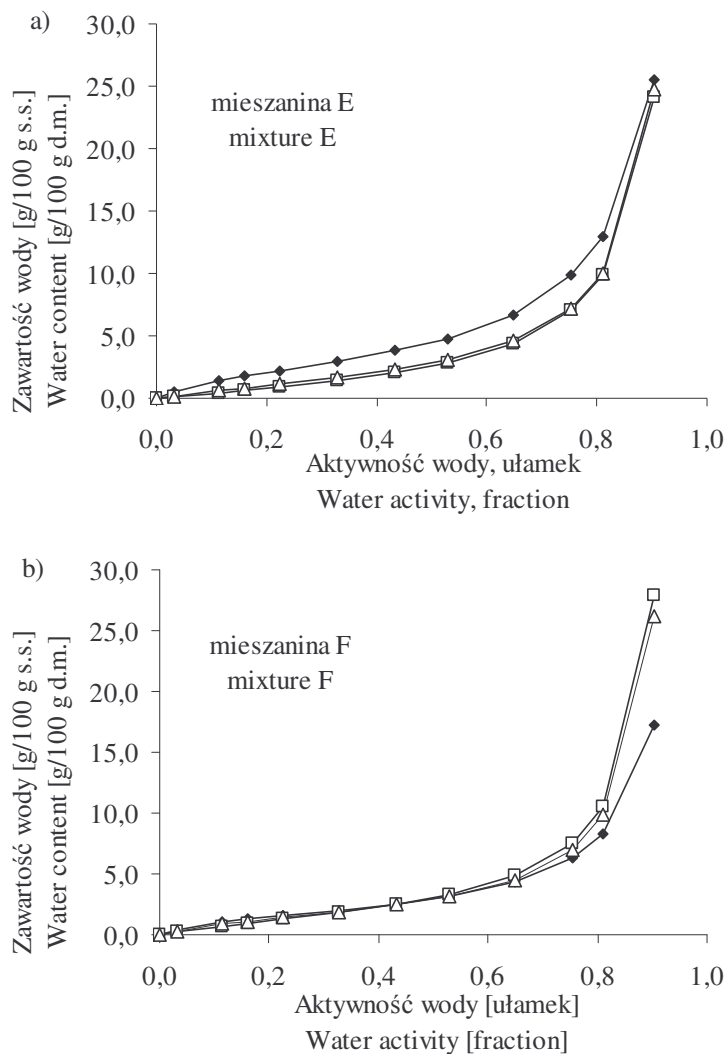 a)
30,0
25,0
20,0
15,0
10,0
5,0
0,0
Zawartość wody [g/100 g s.s.]
Water content [g/100 g d.m.]
mieszanina E
mixture E
0,0 0,2 0,4 0,6 0,8 1,0
Aktywność wody, ułamek
Water activity, fraction
b)
30,0
25,0
20,0
15,0
10,0
5,0
0,0
Zawartość wody [g/100 g s.s.]
Water content [g/100 g d.m.]
mieszanina F
mixture F
0,0 0,2 0,4 0,6 0,8 1,0
Aktywność wody [ułamek]
Water activity [fraction]